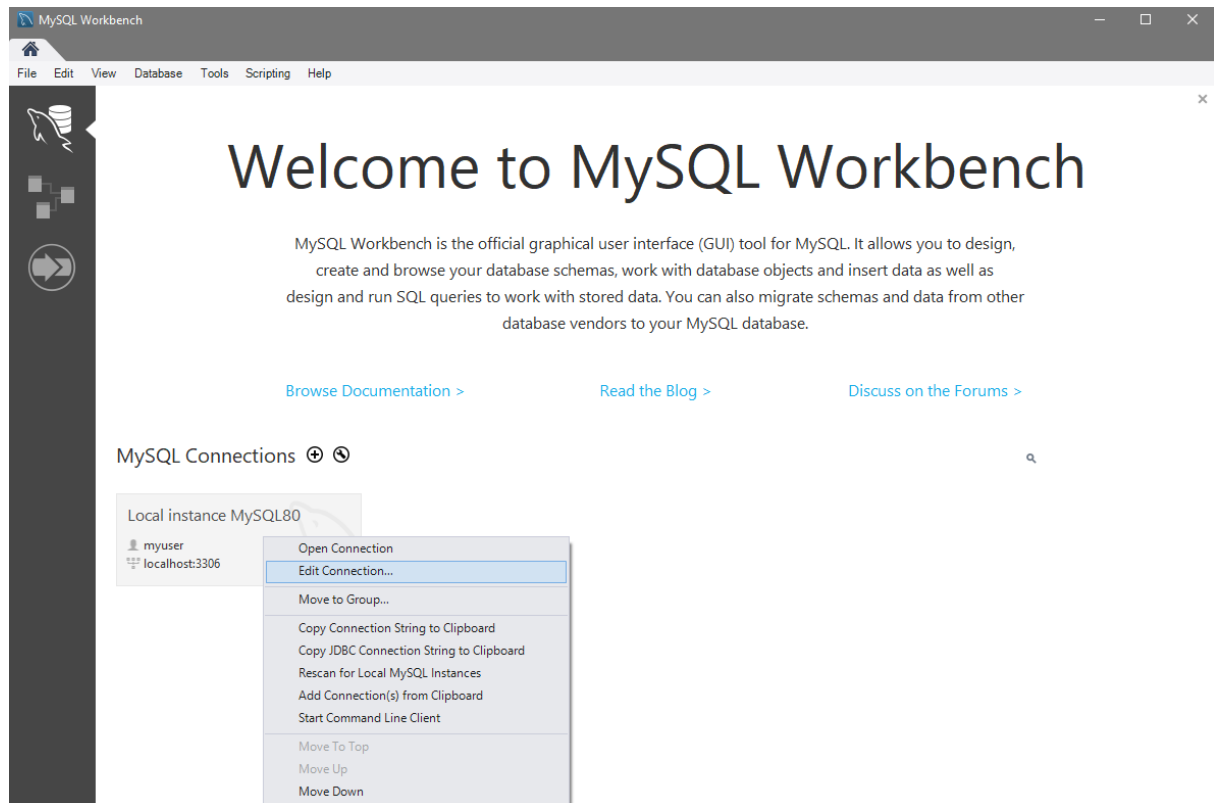 MySQL Workbench
File Edit View Database Tools Scripting Help
Welcome to MySQL Workbench
MySQL Workbench is the official graphical user interface (GUI) tool for MySQL. It allows you to design,
create and browse your database schemas, work with database objects and insert data as well as
design and run SQL queries to work with stored data. You can also migrate schemas and data from other
database vendors to your MySQL database.
Browse Documentation > Read the Blog > Discuss on the Forums >
MySQL Connections
Local instance MySQL80
myuser
localhost:3306
Open Connection
Edit Connection...
Move to Group...
Copy Connection String to Clipboard
Copy JDBC Connection String to Clipboard
Rescan for Local MySQL Instances
Add Connection(s) from Clipboard
Start Command Line Client
Move To Top
Move Up
Move Down